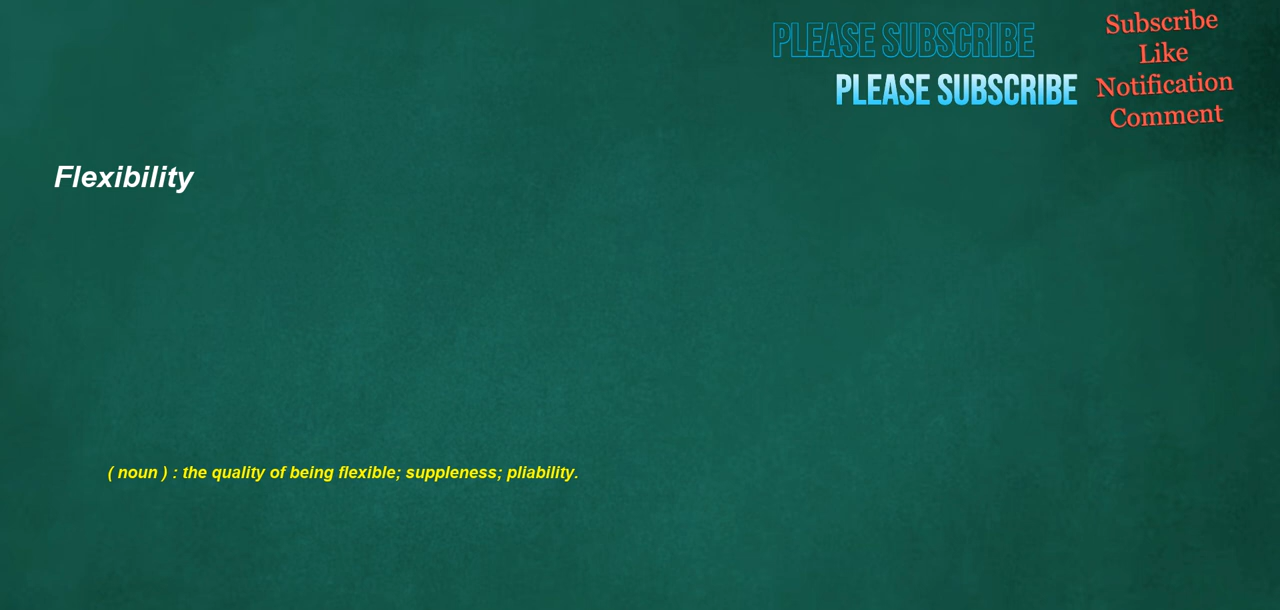 PLEASE SUBSCRIBE
PLEASE SUBSCRIBE
Subscribe
Like
Notification
Comment
Flexibility
( noun ) : the quality of being flexible; suppleness; pliability.